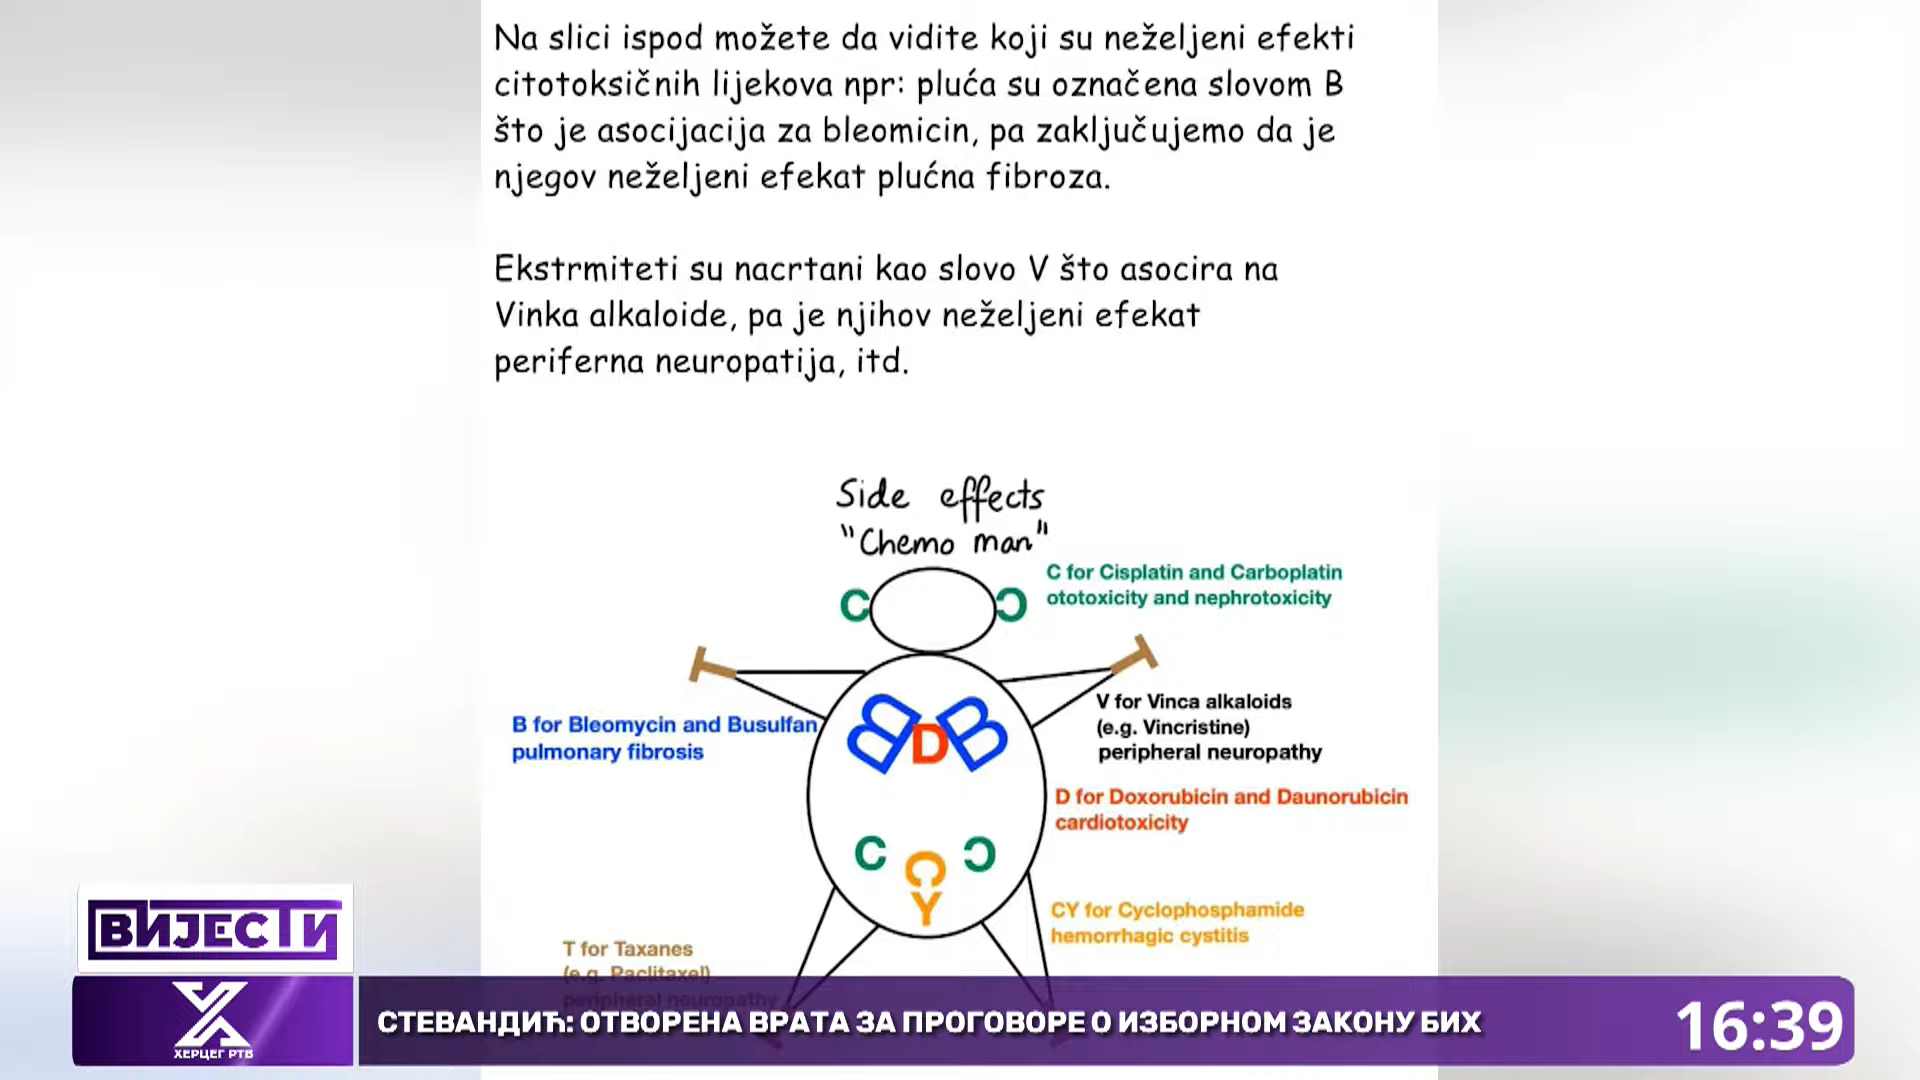 Na slici ispod možete da vidite koji su neželjeni efekti
citotoksičnih lijekova npr: pluća su označena slovom B
što je asocijacija za bleomicin, pa zaključujemo da je
njegov neželjeni efekat plućna fibroza.
Ekstrmiteti su nacrtani kao slovo V što asocira na
Vinka alkaloide, pa je njihov neželjeni efekat
periferna neuropatija, itd.
Side effects
"Chemo man"
C for Cisplatin and Carboplatin
ototoxicity and nephrotoxicity
C
C
T
T
V for Vinca alkaloids
(e.g. Vincristine)
peripheral neuropathy
B for Bleomycin and Busulfan
pulmonary fibrosis
B D B
D for Doxorubicin and Daunorubicin
cardiotoxicity
C C C
Y
CY for Cyclophosphamide
hemorrhagic cystitis
T for Taxanes
(e.g. Paclitaxel)
peripheral neuropathy
ВИЈЕСТИ
ХЕРЦЕГ РТВ
СТЕВАНДИЋ: ОТВОРЕНА ВРАТА ЗА ПРОГОВОРЕ О ИЗБОРНОМ ЗАКОНУ БИХ
16:39